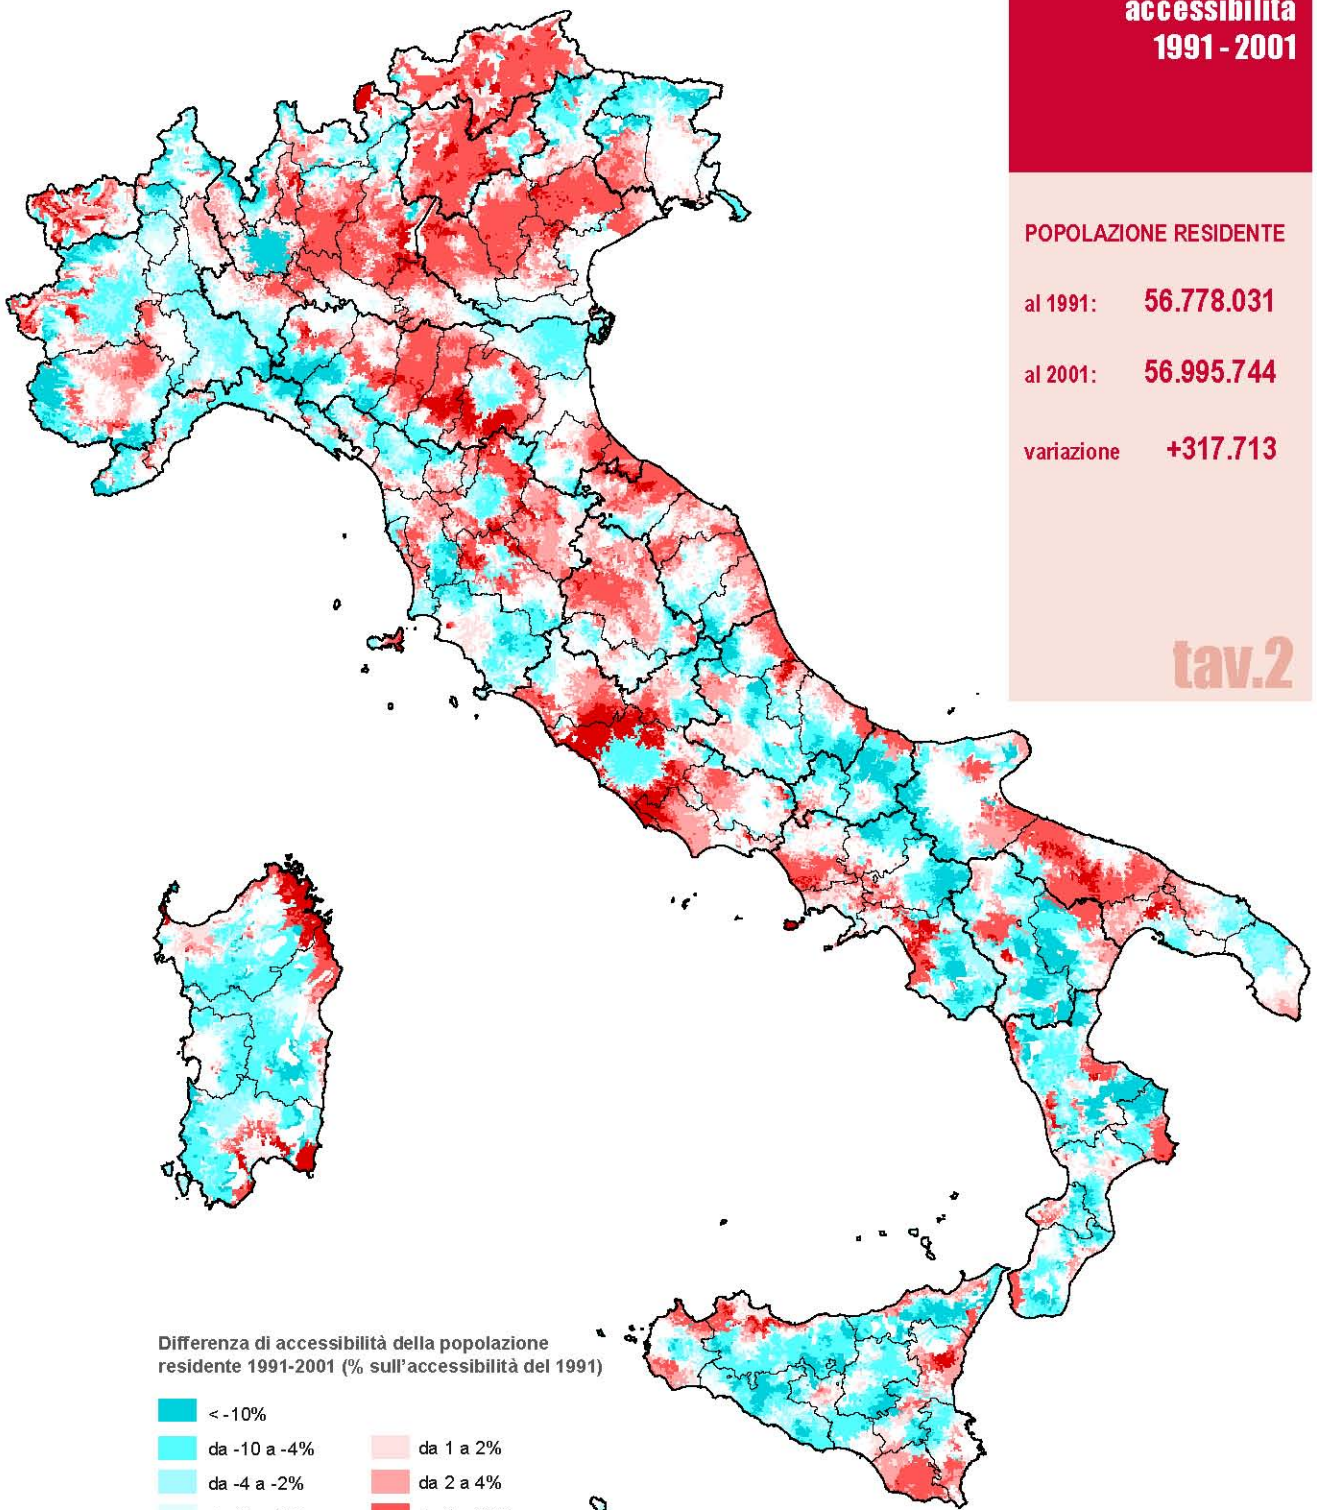 accessibilità
1991 - 2001
POPOLAZIONE RESIDENTE
al 1991: 56.778.031
al 2001: 56.995.744
variazione +317.713
tav.2
Differenza di accessibilità della popolazione
residente 1991-2001 (% sull'accessibilità del 1991)
< -10%
da -10 a -4%
da 1 a 2%
da -4 a -2%
da 2 a 4%